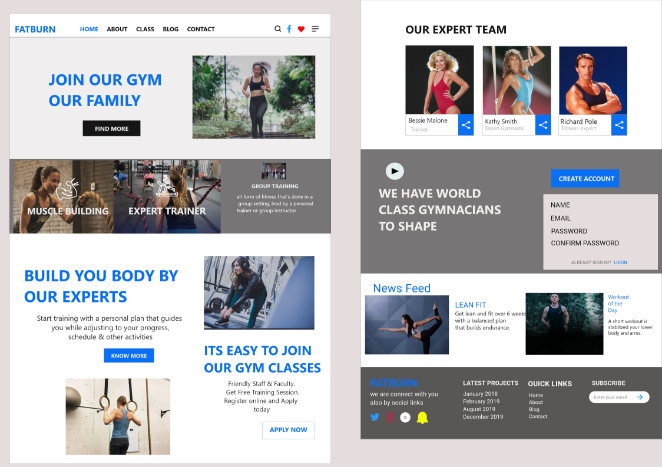 FATBURN
HOME ABOUT CLASS BLOG CONTACT
JOIN OUR GYM
OUR FAMILY
FIND MORE
MUSCLE BUILDING
EXPERT TRAINER
GROUP TRAINING
all form of fitness that's done in a
group setting, lead by a personal
trainer or group instructor
BUILD YOU BODY BY
OUR EXPERTS
Start training with a personal plan that guides
you while adjusting to your progress,
schedule & other activities
KNOW MORE
ITS EASY TO JOIN
OUR GYM CLASSES
Friendly Staff & Faculty.
Get Free Training Session.
Register online and Apply
today
APPLY NOW
OUR EXPERT TEAM
Bessie Malone
Trainer
Kathy Smith
Expert Gymnastic
Richard Pole
Fitness expert
WE HAVE WORLD
CLASS GYMNACIANS
TO SHAPE
CREATE ACCOUNT
NAME
EMAIL
PASSWORD
CONFIRM PASSWORD
ALREADY SIGN IN? LOGIN
News Feed
LEAN FIT
Get lean and fit over 6 weeks
with a balanced plan
that builds endurance.
Workout
of the
Day
A short workout is
stabilized your lower
body and arms.
FATBURN
we are connect with you
also by social links
LATEST PROJECTS
January 2018
February 2019
August 2019
December 2019
QUICK LINKS
Home
About
Blog
Contact
SUBSCRIBE
Enter your email